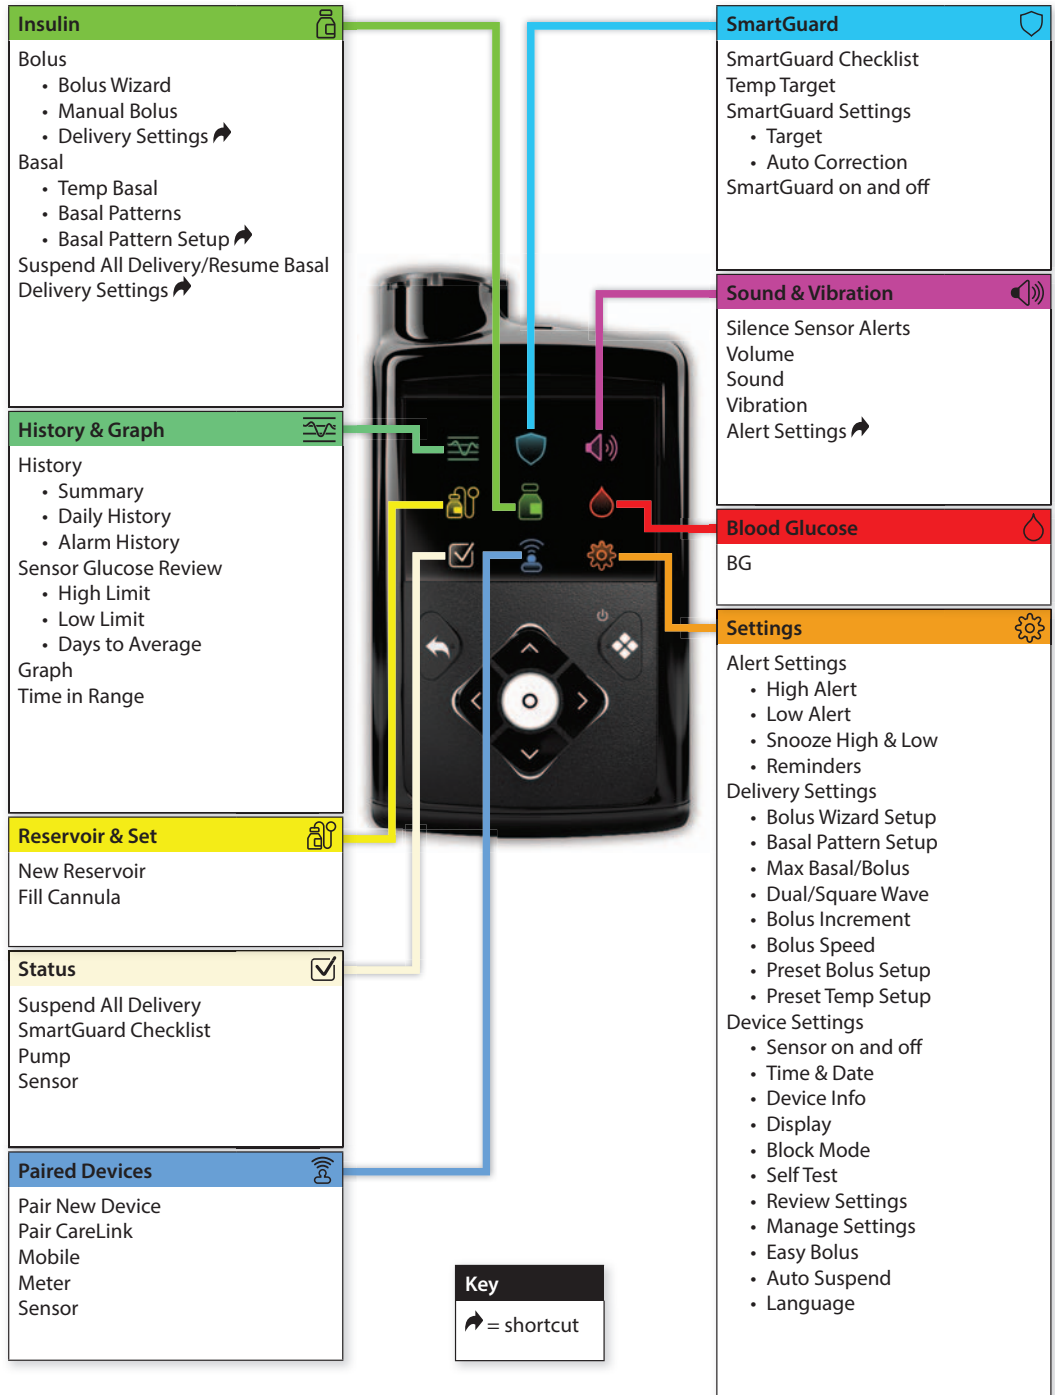 Insulin
Bolus
• Bolus Wizard
• Manual Bolus
• Delivery Settings
Basal
• Temp Basal
• Basal Patterns
• Basal Pattern Setup
Suspend All Delivery/Resume Basal
Delivery Settings
History & Graph
History
• Summary
• Daily History
• Alarm History
Sensor Glucose Review
• High Limit
• Low Limit
• Days to Average
Graph
Time in Range
Reservoir & Set
New Reservoir
Fill Cannula
Status
Suspend All Delivery
SmartGuard Checklist
Pump
Sensor
Paired Devices
Pair New Device
Pair CareLink
Mobile
Meter
Sensor
SmartGuard
SmartGuard Checklist
Temp Target
SmartGuard Settings
• Target
• Auto Correction
SmartGuard on and off
Sound & Vibration
Silence Sensor Alerts
Volume
Sound
Vibration
Alert Settings
Blood Glucose
BG
Settings
Alert Settings
• High Alert
• Low Alert
• Snooze High & Low
• Reminders
Delivery Settings
• Bolus Wizard Setup
• Basal Pattern Setup
• Max Basal/Bolus
• Dual/Square Wave
• Bolus Increment
• Bolus Speed
• Preset Bolus Setup
• Preset Temp Setup
Device Settings
• Sensor on and off
• Time & Date
• Device Info
• Display
• Block Mode
• Self Test
• Review Settings
• Manage Settings
• Easy Bolus
• Auto Suspend
• Language
Key
= shortcut